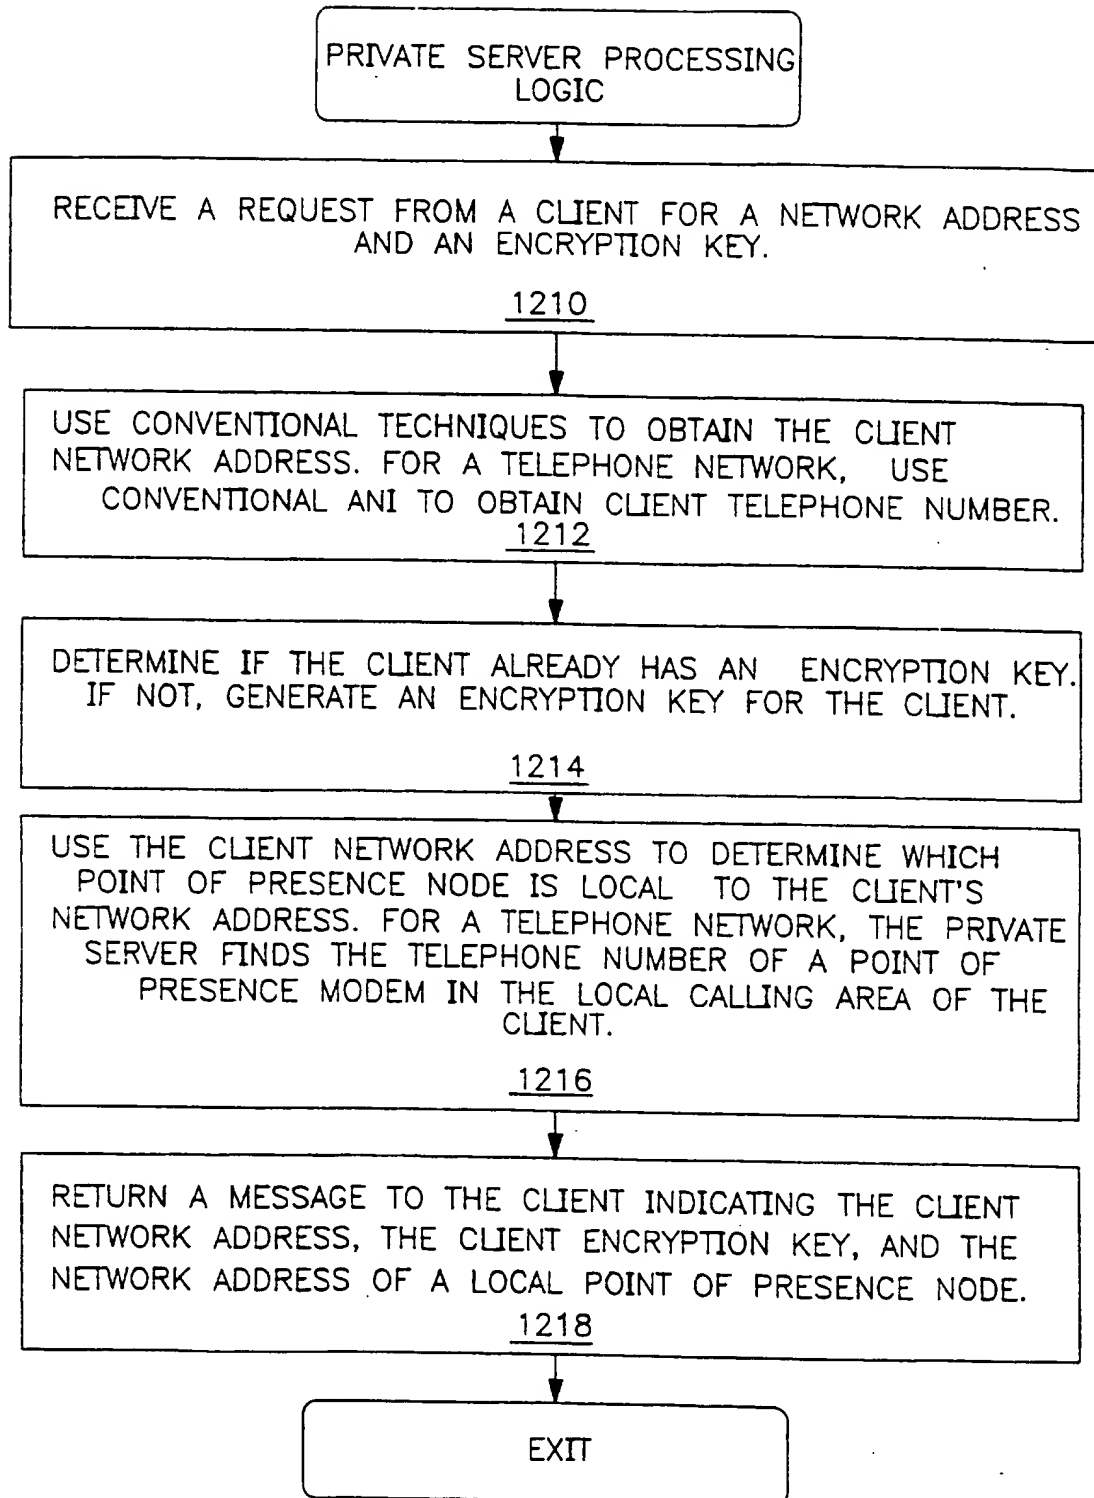 PRIVATE SERVER PROCESSING
LOGIC
RECEIVE A REQUEST FROM A CLIENT FOR A NETWORK ADDRESS
AND AN ENCRYPTION KEY.
1210
USE CONVENTIONAL TECHNIQUES TO OBTAIN THE CLIENT
NETWORK ADDRESS. FOR A TELEPHONE NETWORK, USE
CONVENTIONAL ANI TO OBTAIN CLIENT TELEPHONE NUMBER.
1212
DETERMINE IF THE CLIENT ALREADY HAS AN ENCRYPTION KEY.
IF NOT, GENERATE AN ENCRYPTION KEY FOR THE CLIENT.
1214
USE THE CLIENT NETWORK ADDRESS TO DETERMINE WHICH
POINT OF PRESENCE NODE IS LOCAL TO THE CLIENT'S
NETWORK ADDRESS. FOR A TELEPHONE NETWORK, THE PRIVATE
SERVER FINDS THE TELEPHONE NUMBER OF A POINT OF
PRESENCE MODEM IN THE LOCAL CALLING AREA OF THE
CLIENT.
1216
RETURN A MESSAGE TO THE CLIENT INDICATING THE CLIENT
NETWORK ADDRESS, THE CLIENT ENCRYPTION KEY, AND THE
NETWORK ADDRESS OF A LOCAL POINT OF PRESENCE NODE.
1218
EXIT